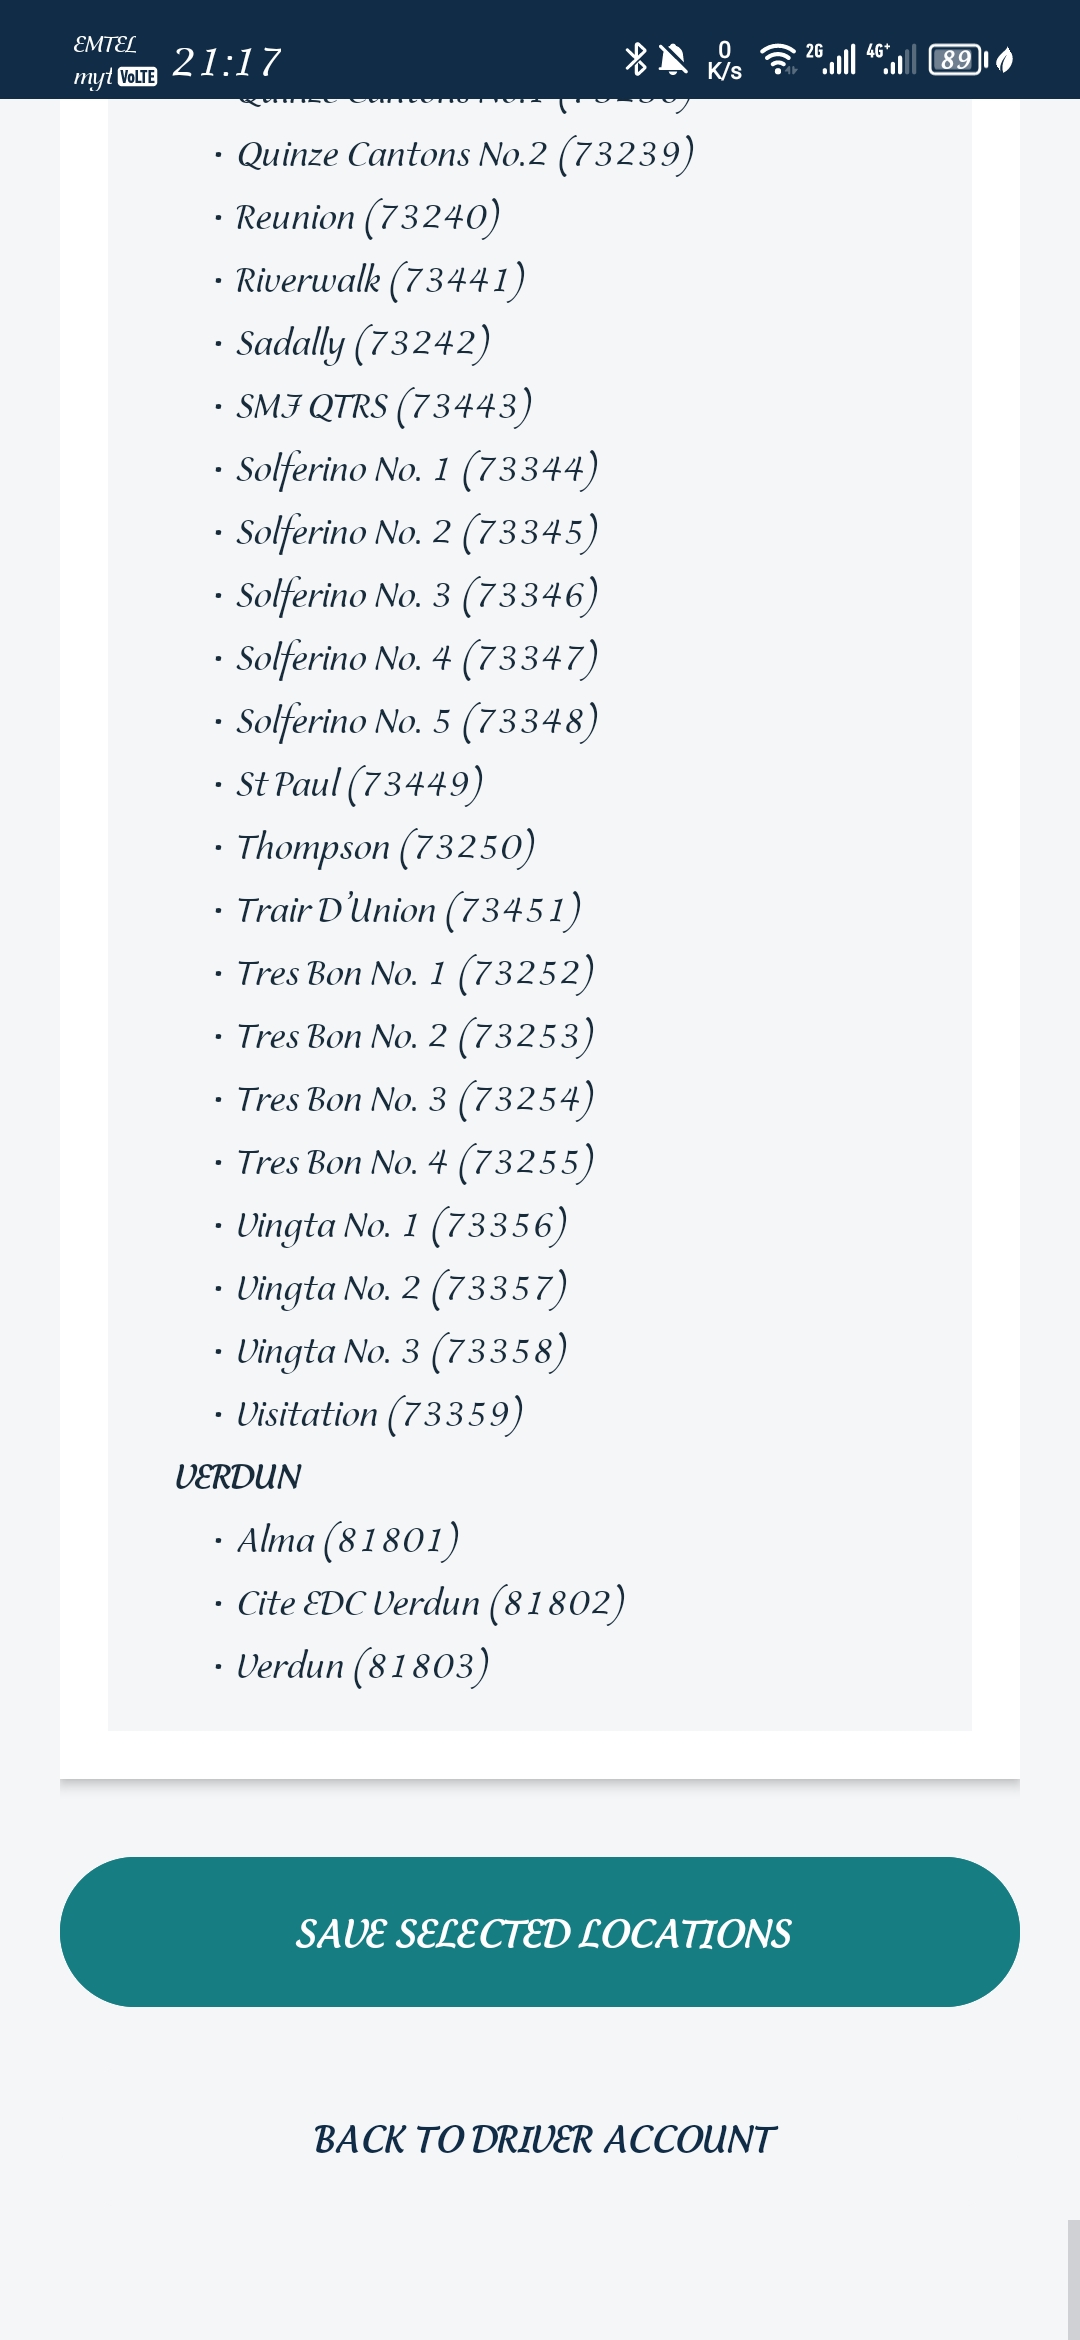 EMTEL
myt VoLTE 21:17 0 K/s 2G 4G+ 89
· Quinze Cantons No.2 (73239)
· Reunion (73240)
· Riverwalk (73441)
· Sadally (73242)
· SMF QTRS (73443)
· Solferino No. 1 (73344)
· Solferino No. 2 (73345)
· Solferino No. 3 (73346)
· Solferino No. 4 (73347)
· Solferino No. 5 (73348)
· St Paul (73449)
· Thompson (73250)
· Trair D'Union (73451)
· Tres Bon No. 1 (73252)
· Tres Bon No. 2 (73253)
· Tres Bon No. 3 (73254)
· Tres Bon No. 4 (73255)
· Vingta No. 1 (73356)
· Vingta No. 2 (73357)
· Vingta No. 3 (73358)
· Visitation (73359)
VERDUN
· Alma (81801)
· Cite EDC Verdun (81802)
· Verdun (81803)
SAVE SELECTED LOCATIONS
BACK TO DRIVER ACCOUNT